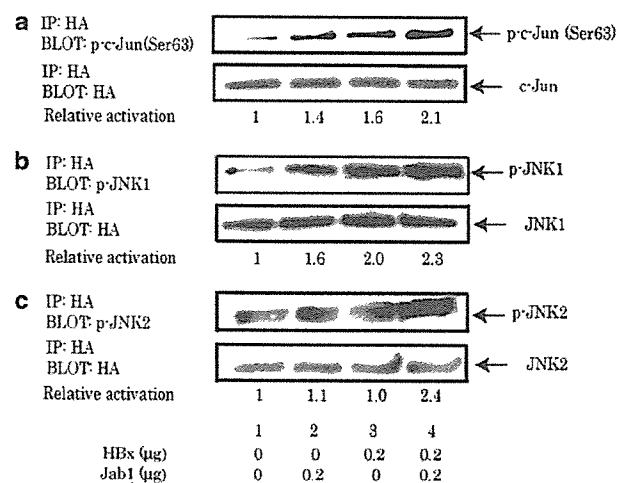 a IP: HA
BLOT: p-c-Jun(Ser63)
p-c-Jun (Ser63)
IP: HA
BLOT: HA
c-Jun
Relative activation 1 1.4 1.6 2.1
b IP: HA
BLOT: p-JNK1
p-JNK1
IP: HA
BLOT: HA
JNK1
Relative activation 1 1.6 2.0 2.3
c IP: HA
BLOT: p-JNK2
p-JNK2
IP: HA
BLOT: HA
JNK2
Relative activation 1 1.1 1.0 2.4
1 2 3 4
HBx (μg) 0 0 0.2 0.2
Jab1 (μg) 0 0.2 0 0.2